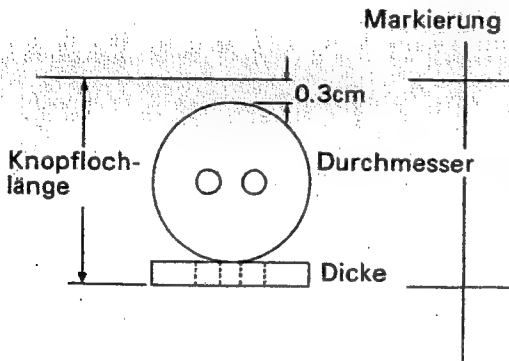 Markierung
0.3cm
Knopfloch-
länge
Durchmesser
Dicke